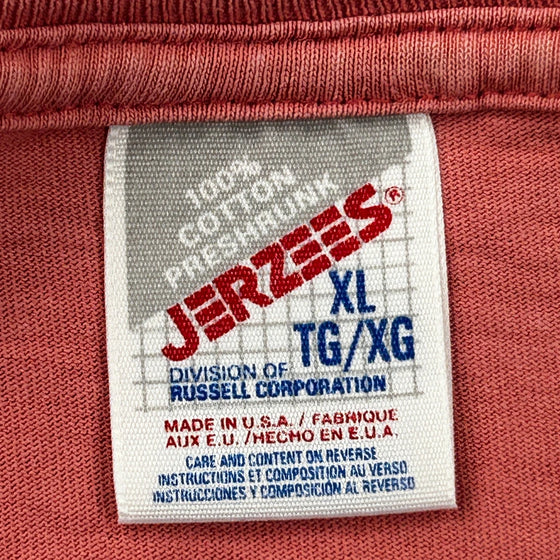 100%
COTTON
PRESHRUNK
JERZEES®
XL
TG/XG
DIVISION OF
RUSSELL CORPORATION
MADE IN U.S.A. / FABRIQUE
AUX E.U. / HECHO EN E.U.A.
CARE AND CONTENT ON REVERSE
INSTRUCTIONS ET COMPOSITION AU VERSO
INSTRUCCIONES Y COMPOSICIÓN AL REVERSO